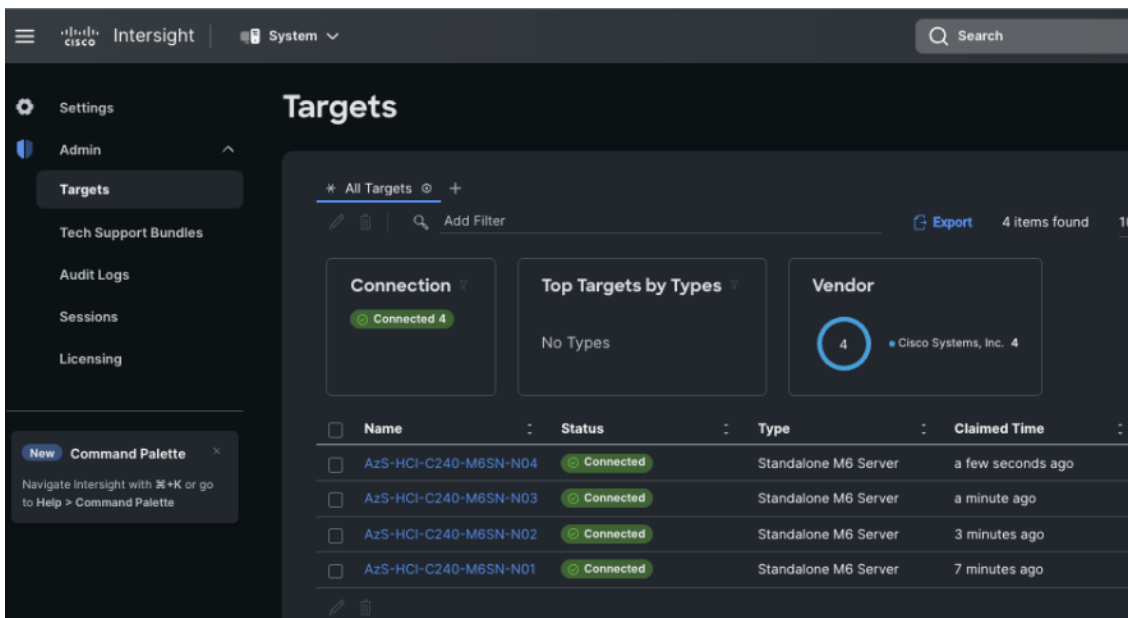 CISCO Intersight System Search
Settings
Admin
Targets
Tech Support Bundles
Audit Logs
Sessions
Licensing
New Command Palette
Navigate Intersight with ⌘+K or go
to Help > Command Palette
Targets
All Targets
Add Filter Export 4 items found
Connection
Connected 4
Top Targets by Types
No Types
Vendor
4 Cisco Systems, Inc. 4
Name Status Type Claimed Time
AzS-HCI-C240-M6SN-N04 Connected Standalone M6 Server a few seconds ago
AzS-HCI-C240-M6SN-N03 Connected Standalone M6 Server a minute ago
AzS-HCI-C240-M6SN-N02 Connected Standalone M6 Server 3 minutes ago
AzS-HCI-C240-M6SN-N01 Connected Standalone M6 Server 7 minutes ago